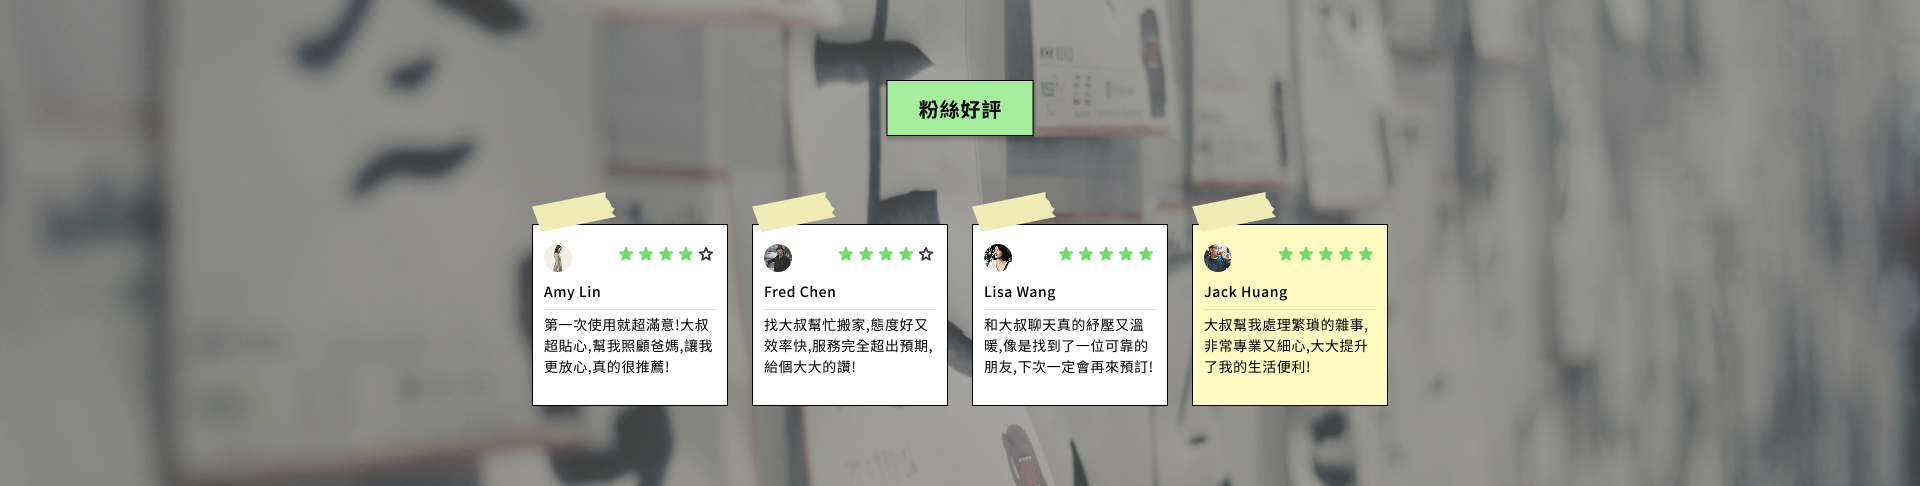 粉絲好評
Amy Lin
第一次使用就超滿意!大叔
超貼心,幫我照顧爸媽,讓我
更放心,真的很推薦!
Fred Chen
找大叔幫忙搬家,態度好又
效率快,服務完全超出預期,
給個大大的讚!
Lisa Wang
和大叔聊天真的紓壓又溫
暖,像是找到了一位可靠的
朋友,下次一定會再來預訂!
Jack Huang
大叔幫我處理繁瑣的雜事,
非常專業又細心,大大提升
了我的生活便利!